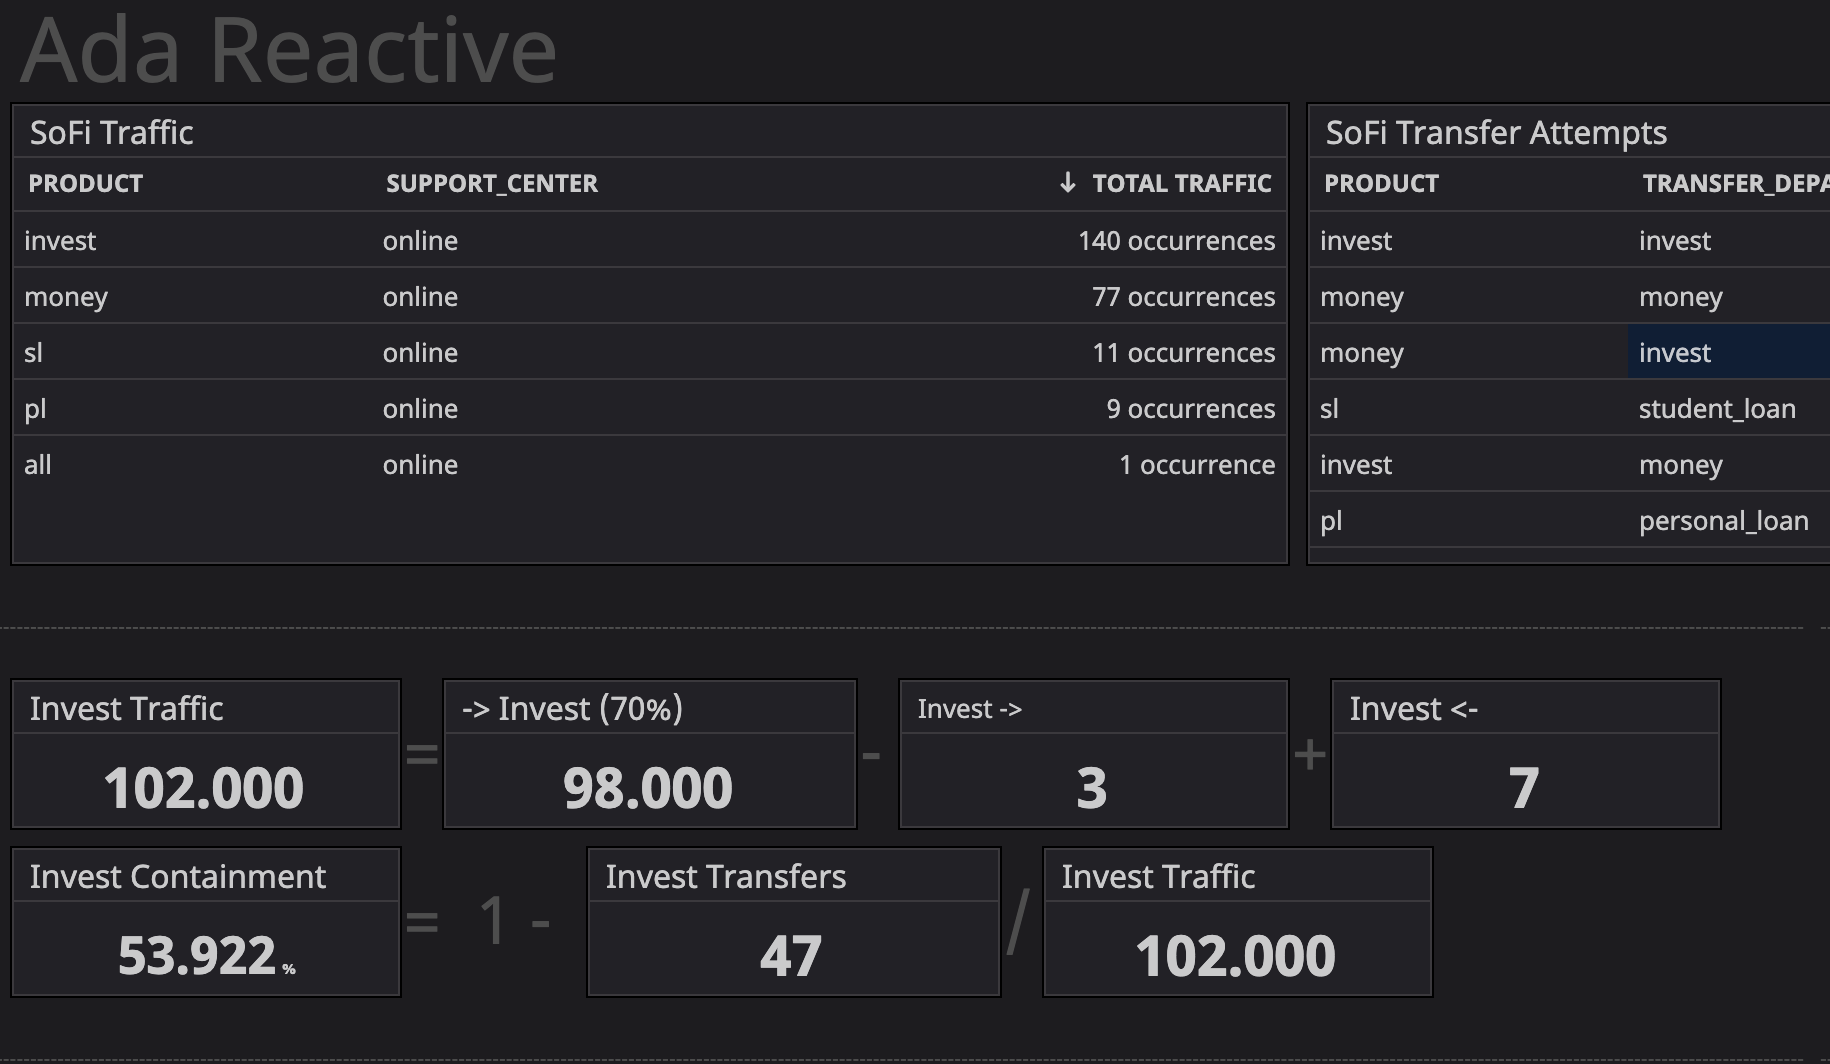 Ada Reactive
SoFi Traffic
PRODUCT SUPPORT_CENTER ↓ TOTAL TRAFFIC
invest online 140 occurrences
money online 77 occurrences
sl online 11 occurrences
pl online 9 occurrences
all online 1 occurrence
SoFi Transfer Attempts
PRODUCT TRANSFER_DEPA
invest invest
money money
money invest
sl student_loan
invest money
pl personal_loan
Invest Traffic -> Invest (70%) Invest -> Invest <-
102.000 = 98.000 - 3 + 7
Invest Containment Invest Transfers Invest Traffic
53.922 % = 1 - 47 / 102.000